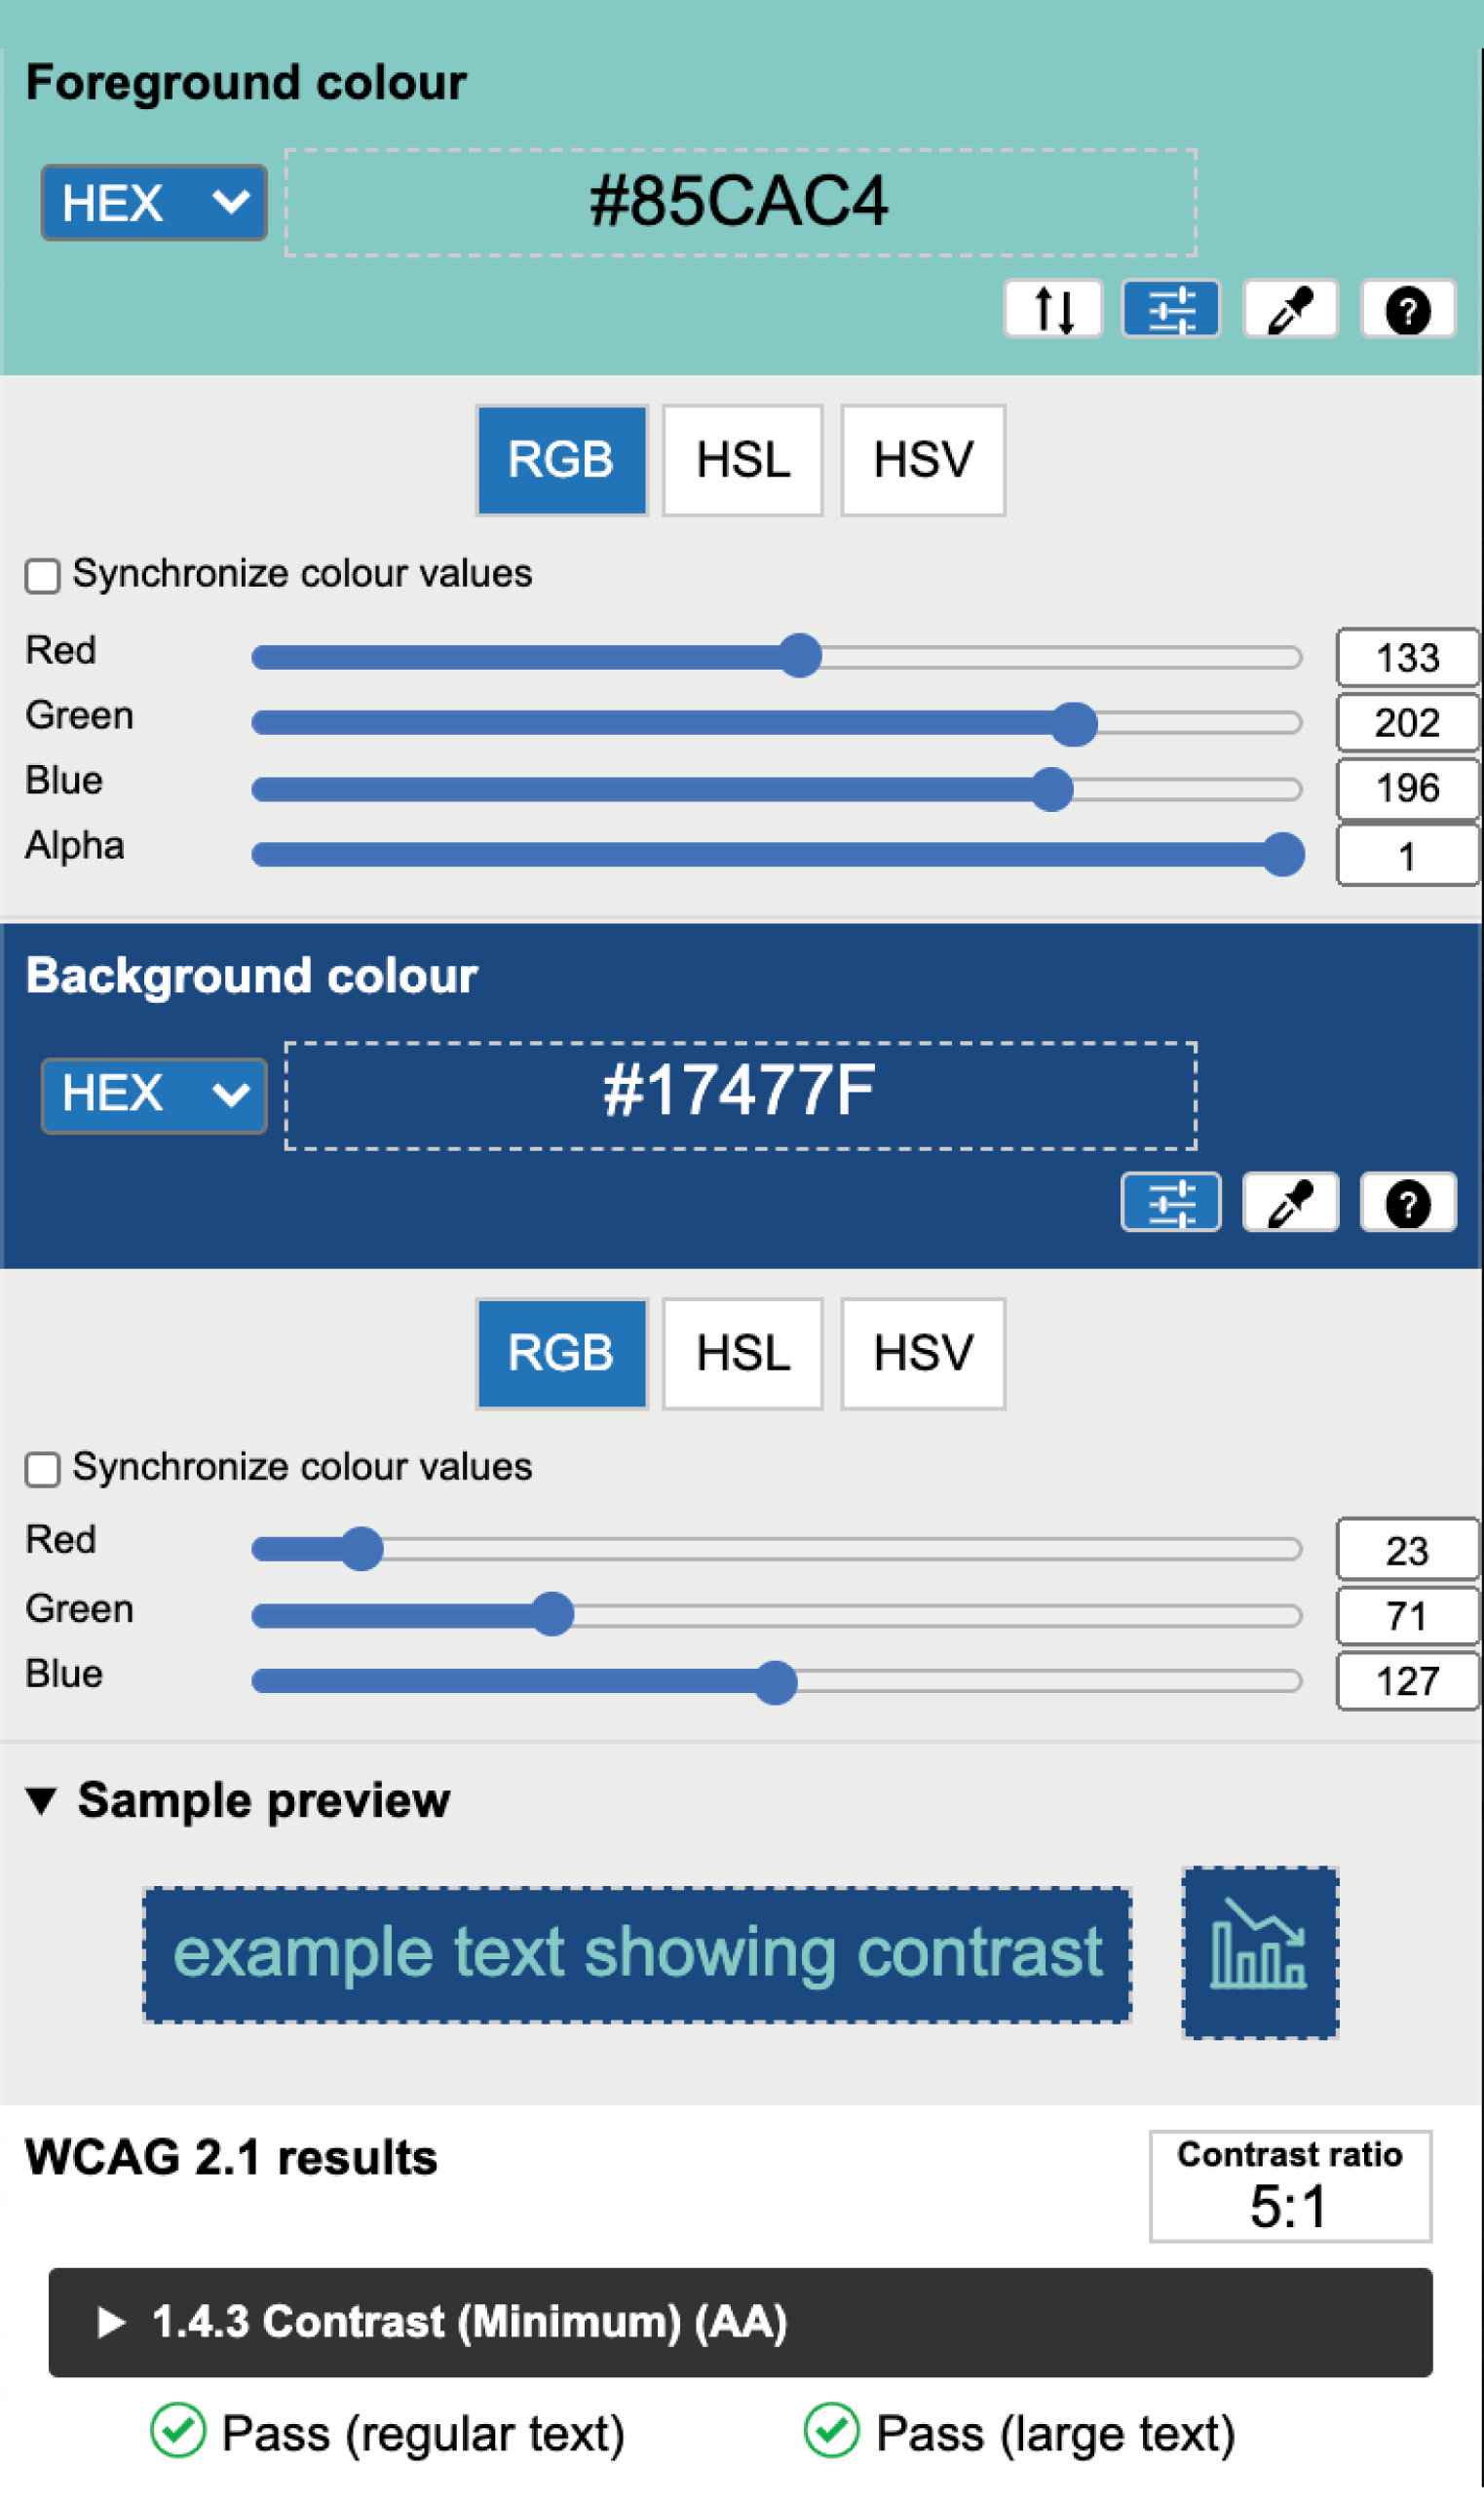 Foreground colour
HEX #85CAC4
?
RGB HSL HSV
Synchronize colour values
Red 133
Green 202
Blue 196
Alpha 1
Background colour
HEX #17477F
?
RGB HSL HSV
Synchronize colour values
Red 23
Green 71
Blue 127
Sample preview
example text showing contrast
WCAG 2.1 results
Contrast ratio
5:1
1.4.3 Contrast (Minimum) (AA)
Pass (regular text) Pass (large text)